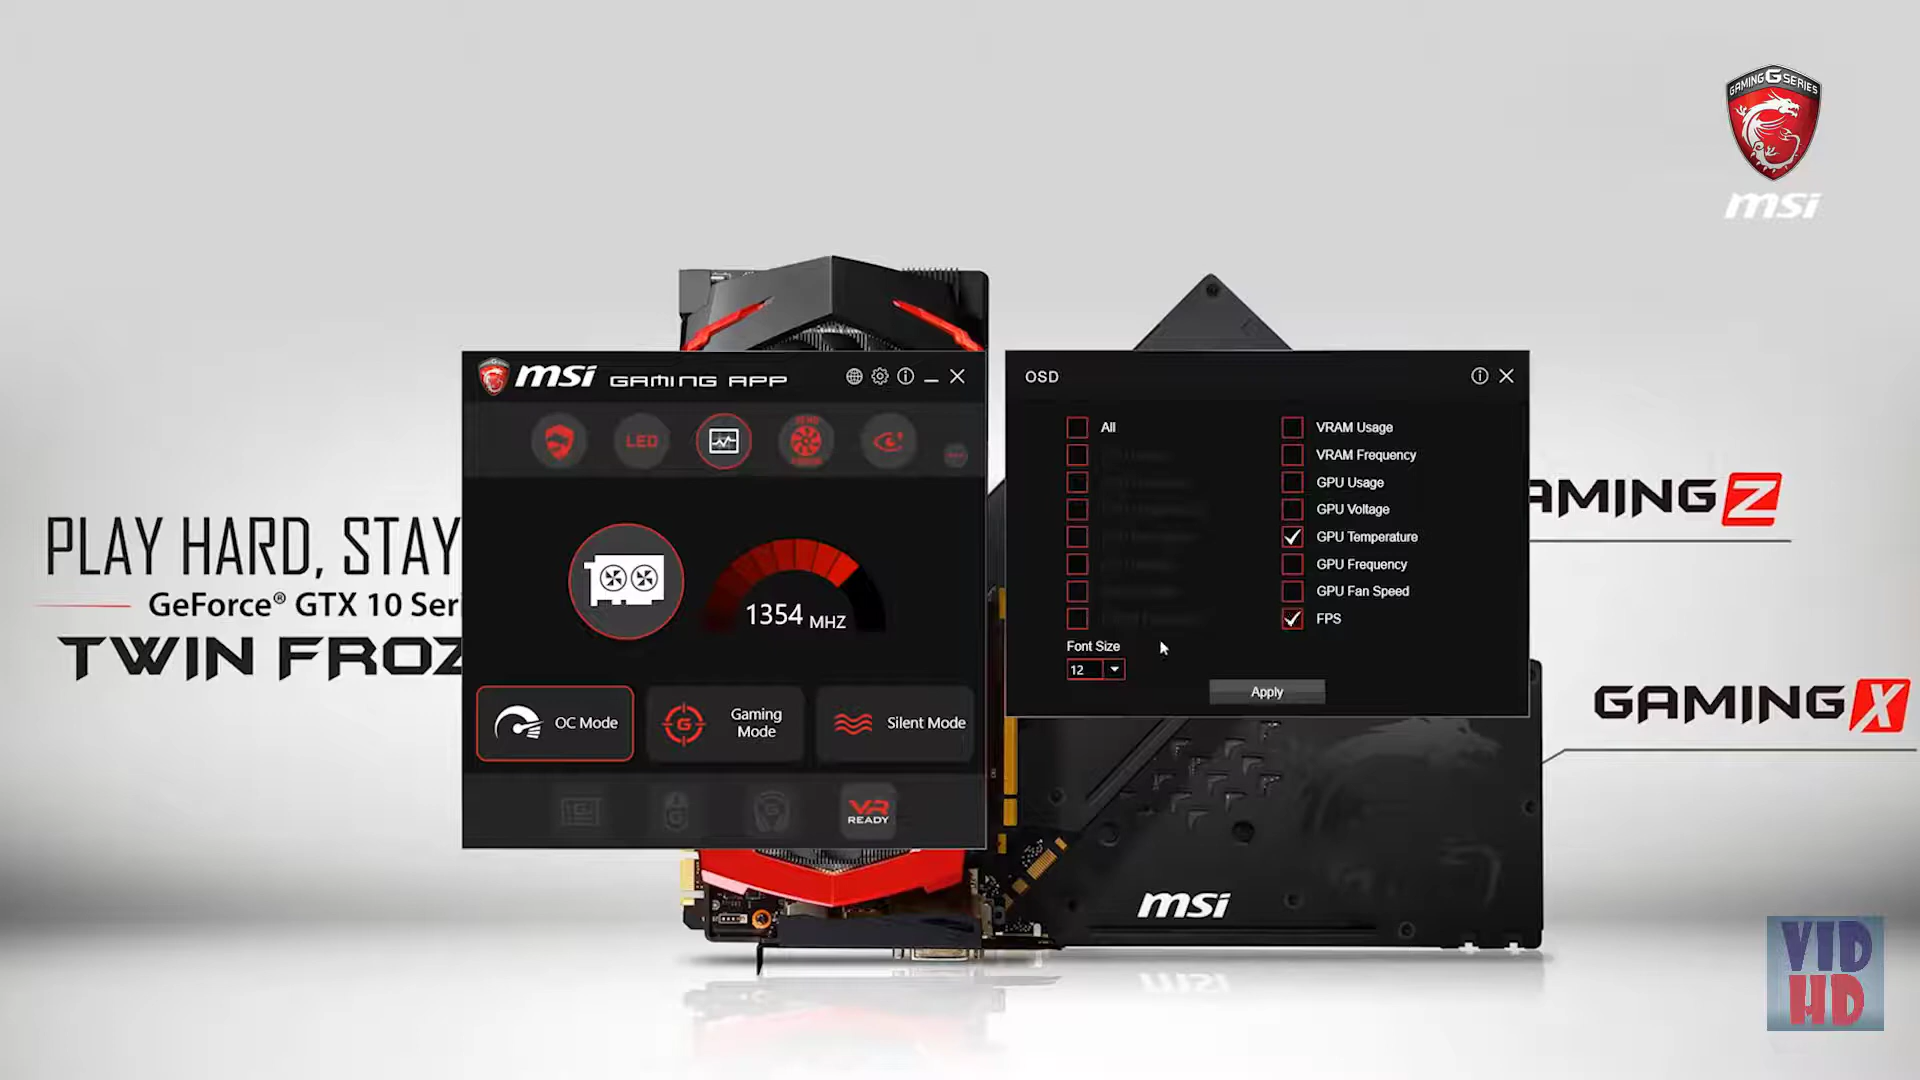 GAMING G SERIES
msi
msi GAMING APP
LED
1354 MHZ
OC Mode
Gaming
Mode
Silent Mode
VR
READY
OSD
All
VRAM Usage
VRAM Frequency
GPU Usage
GPU Voltage
GPU Temperature
GPU Frequency
GPU Fan Speed
FPS
Font Size
12
Apply
PLAY HARD, STAY
GeForce® GTX 10 Seri
TWIN FROZ
AMING Z
GAMING X
msi
VID
HD